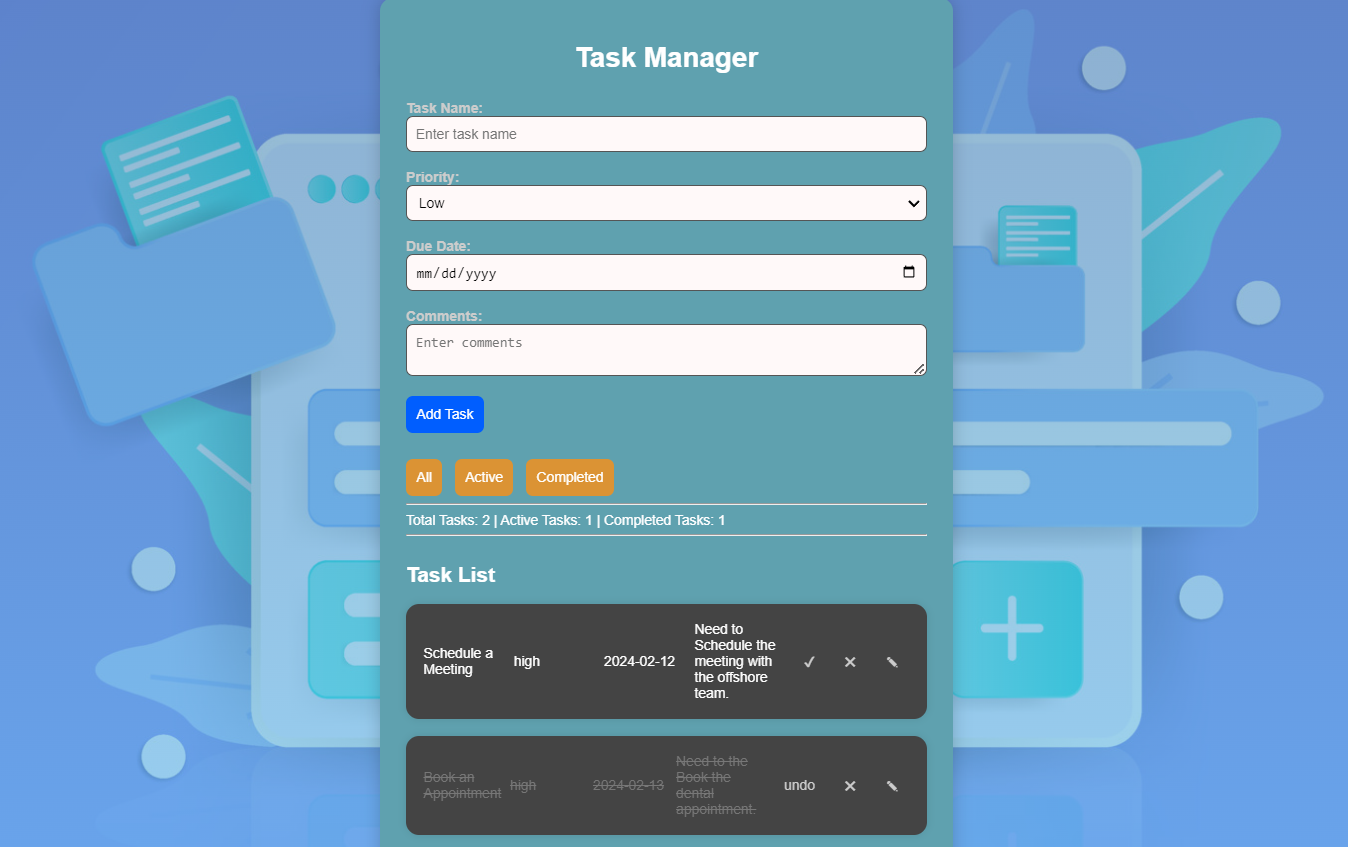 Task Manager
Task Name:
Enter task name
Priority:
Low
Due Date:
mm/dd/yyyy
Comments:
Enter comments
Add Task
All Active Completed
Total Tasks: 2 | Active Tasks: 1 | Completed Tasks: 1
Task List
Schedule a
Meeting
high
2024-02-12
Need to
Schedule the
meeting with
the offshore
team.
Book an
Appointment
high
2024-02-13
Need to the
Book the
dental
appointment.
undo